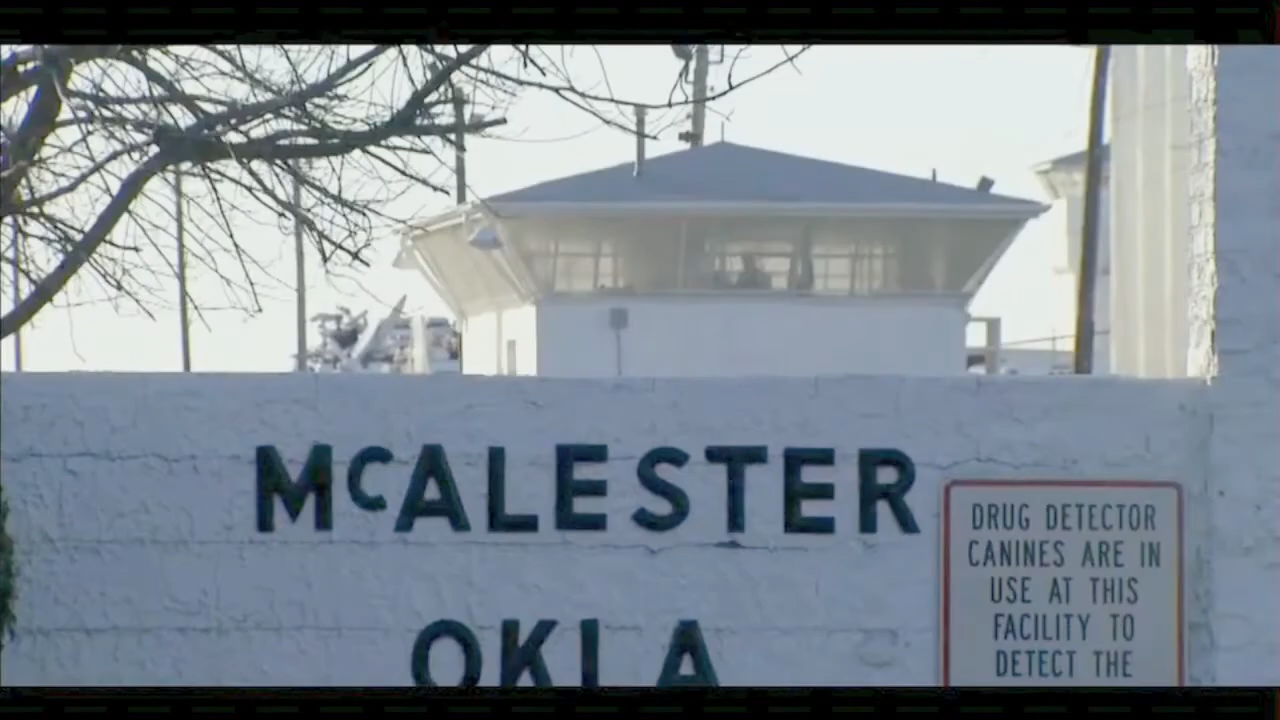 McALESTER
OKLA
DRUG DETECTOR
CANINES ARE IN
USE AT THIS
FACILITY TO
DETECT THE